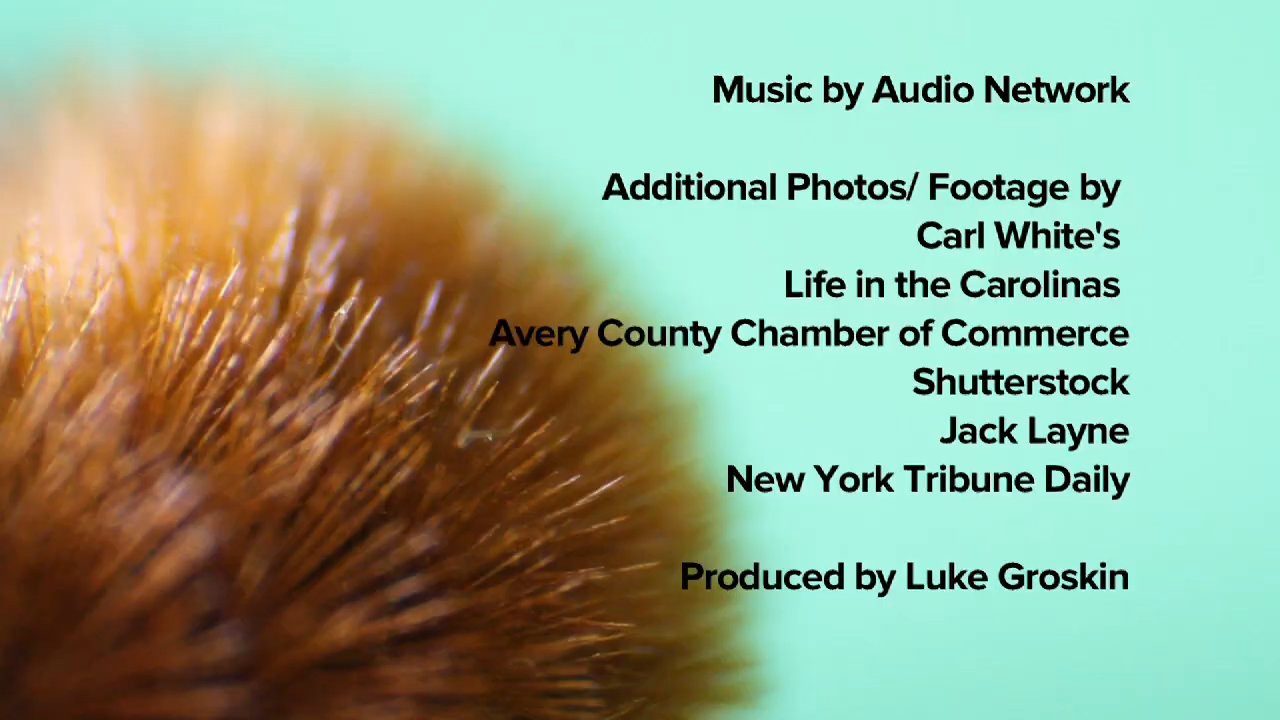 Music by Audio Network
Additional Photos/ Footage by
Carl White's
Life in the Carolinas
Avery County Chamber of Commerce
Shutterstock
Jack Layne
New York Tribune Daily
Produced by Luke Groskin